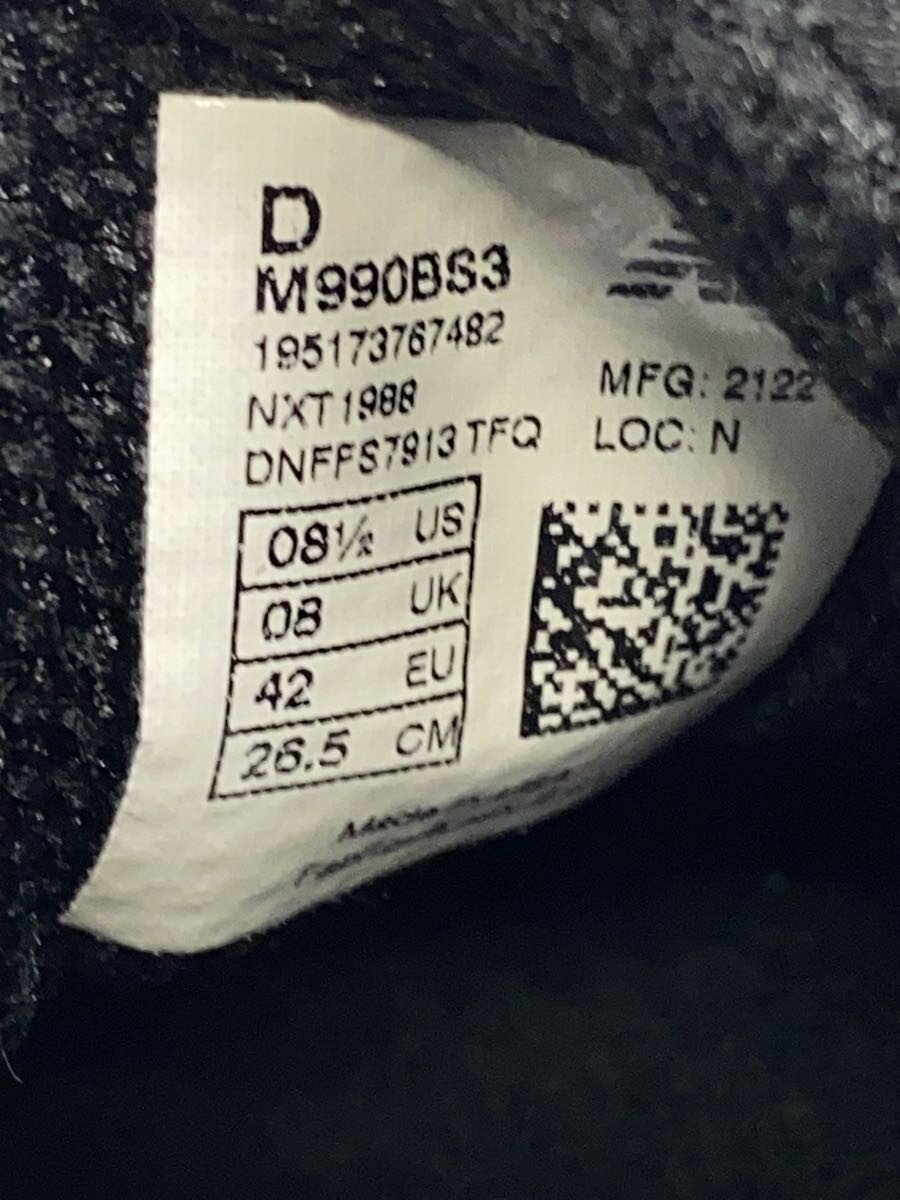 D
M990BS3
195173767482
NXT1988
MFG: 2122
DNFFS7913 TFQ
LOC: N
08½ US
08 UK
42 EU
26.5 CM